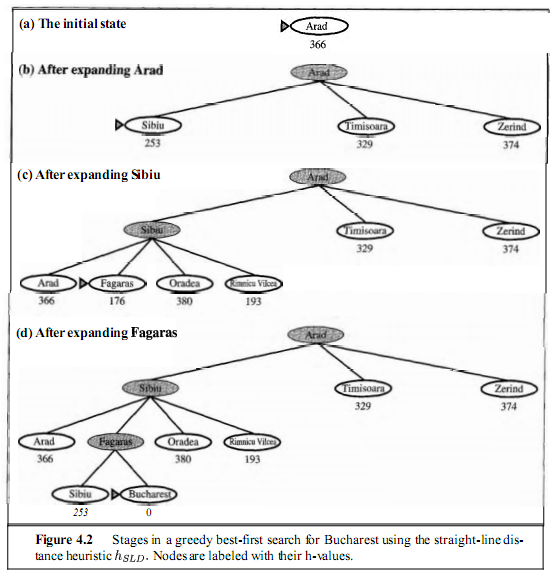 (a) The initial state
Arad
366
(b) After expanding Arad
Arad
Sibiu
Timisoara
Zerind
253
329
374
(c) After expanding Sibiu
Arad
Sibiu
Timisoara
Zerind
329
374
Arad
Fagaras
Oradea
Rimnicu Vilcea
366
176
380
193
(d) After expanding Fagaras
Arad
Sibiu
Timisoara
Zerind
329
374
Arad
Fagaras
Oradea
Rimnicu Vilcea
366
380
193
Sibiu
Bucharest
253
0
Figure 4.2 Stages in a greedy best-first search for Bucharest using the straight-line dis-
tance heuristic hSLD. Nodes are labeled with their h-values.